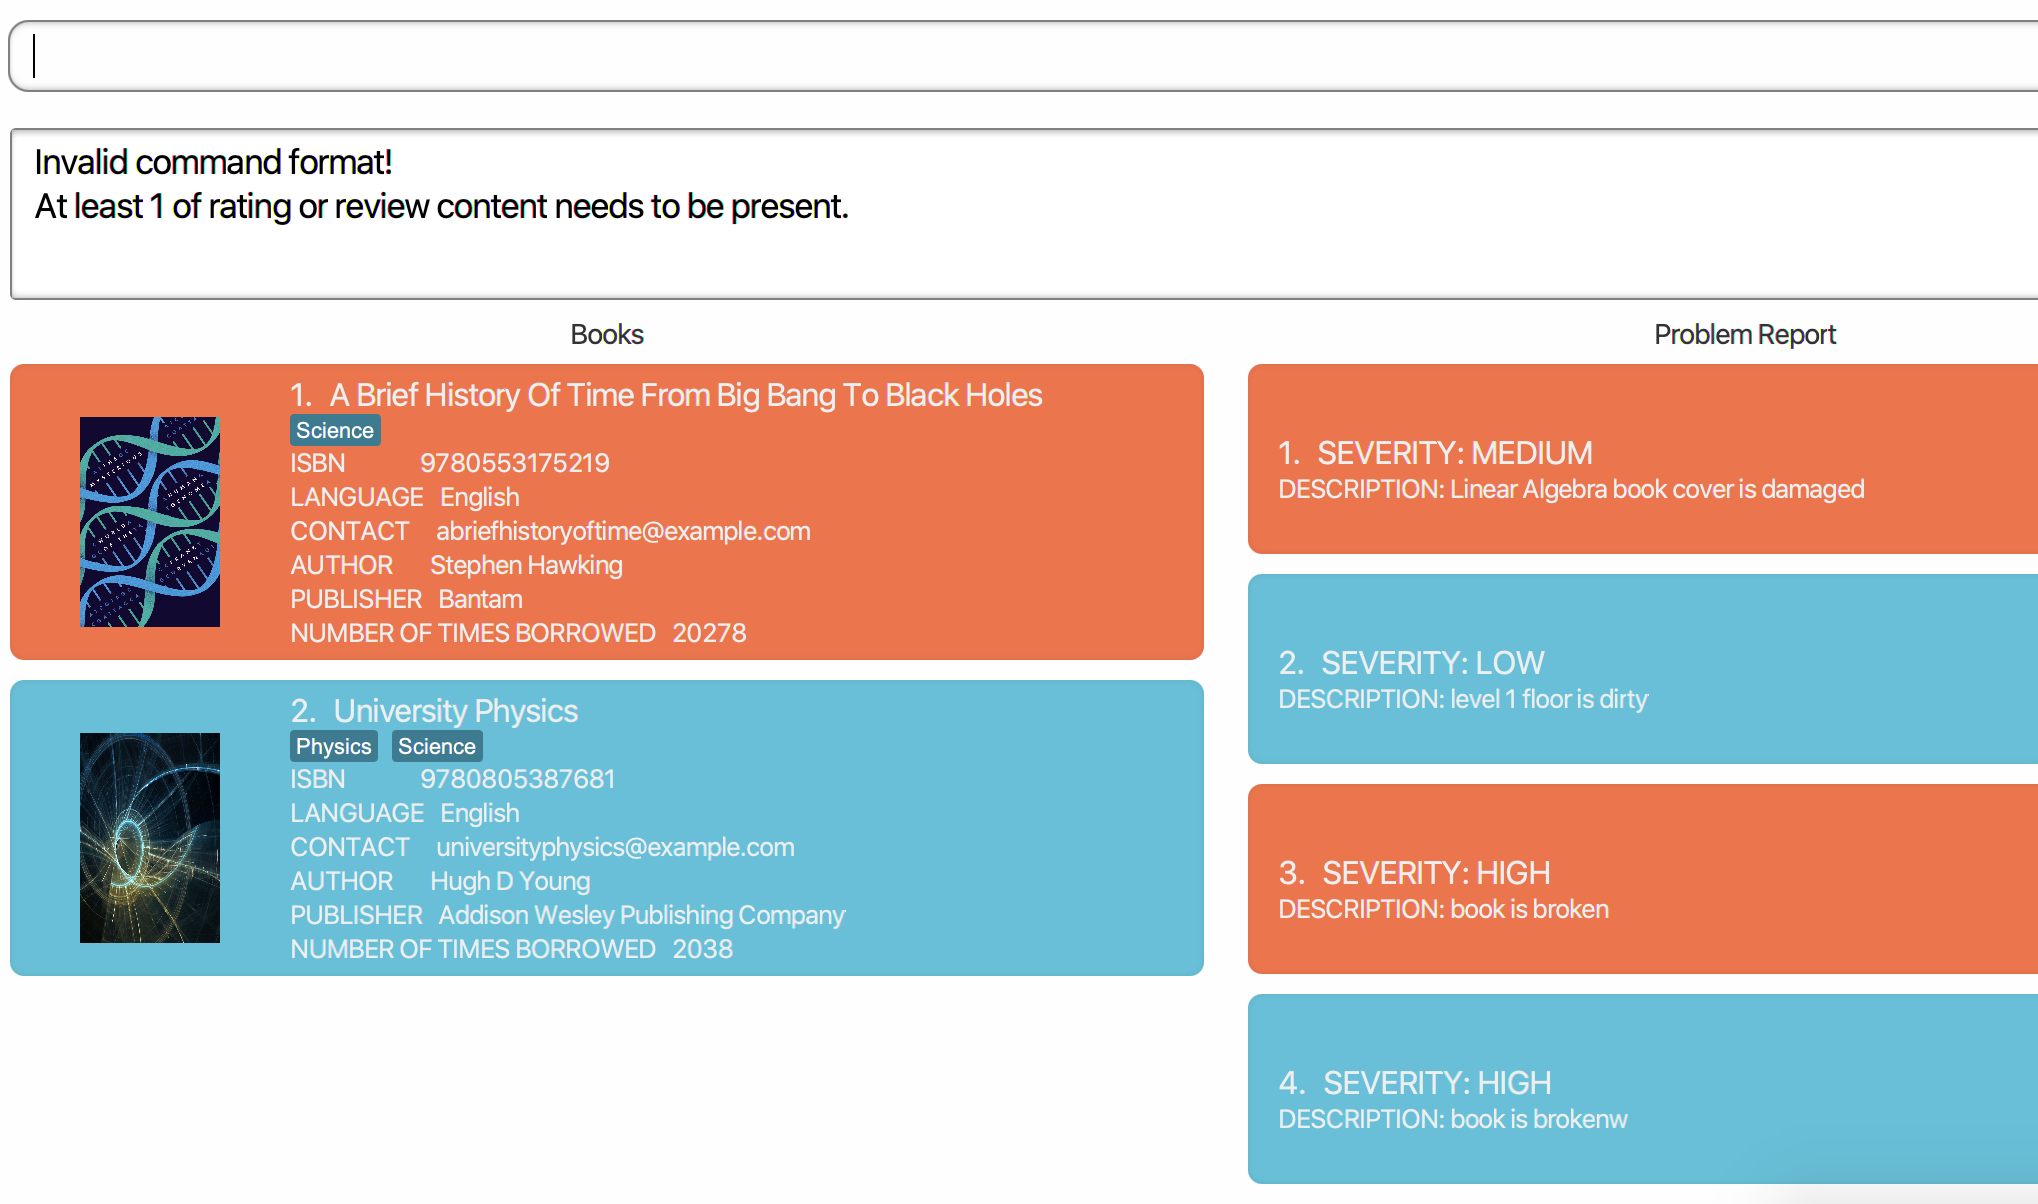 Invalid command format!
At least 1 of rating or review content needs to be present.
Books
1. A Brief History Of Time From Big Bang To Black Holes
Science
ISBN 9780553175219
LANGUAGE English
CONTACT abriefhistoryoftime@example.com
AUTHOR Stephen Hawking
PUBLISHER Bantam
NUMBER OF TIMES BORROWED 20278
2. University Physics
Physics Science
ISBN 9780805387681
LANGUAGE English
CONTACT universityphysics@example.com
AUTHOR Hugh D Young
PUBLISHER Addison Wesley Publishing Company
NUMBER OF TIMES BORROWED 2038
Problem Report
1. SEVERITY: MEDIUM
DESCRIPTION: Linear Algebra book cover is damaged
2. SEVERITY: LOW
DESCRIPTION: level 1 floor is dirty
3. SEVERITY: HIGH
DESCRIPTION: book is broken
4. SEVERITY: HIGH
DESCRIPTION: book is brokenw